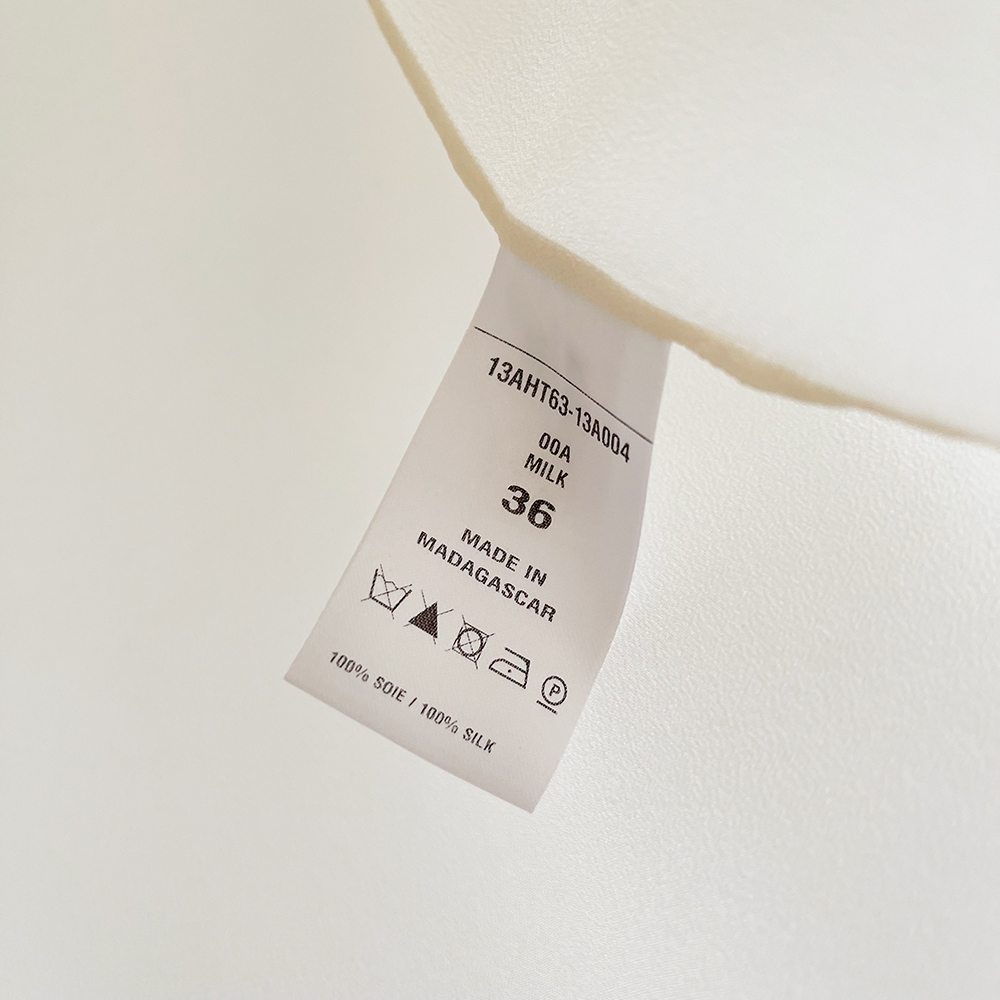 13AHT63-13A004
00A
MILK
36
MADE IN
MADAGASCAR
P
100% SOIE / 100% SILK